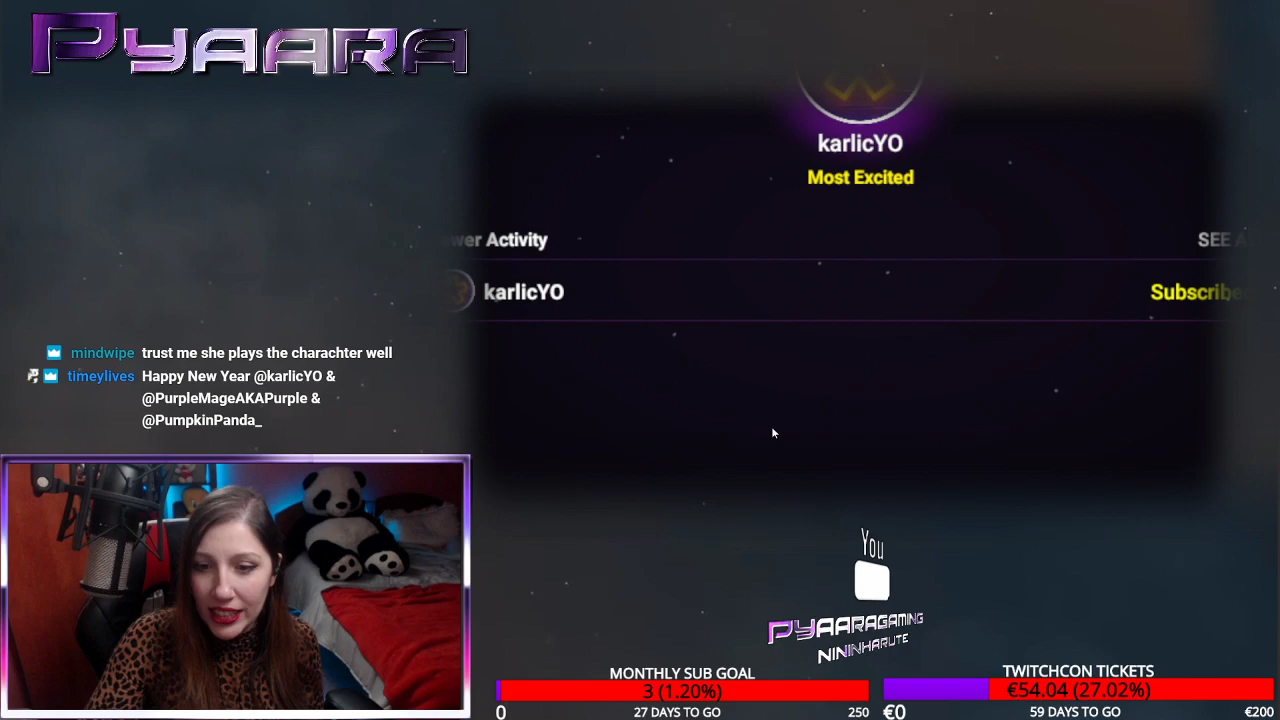 PYAARA
karlicYO
Most Excited
Activity
SEE
karlicYO
mindwipe trust me she plays the charachter well
timeylives Happy New Year @karlicYO &
@PurpleMageAKAPurple &
@PumpkinPanda_
You
PYAARAGAMING
NININHARUTE
MONTHLY SUB GOAL
3 (1.20%)
0 27 DAYS TO GO 250
TWITCHCON TICKETS
€54.04 (27.02%)
€0 59 DAYS TO GO €200